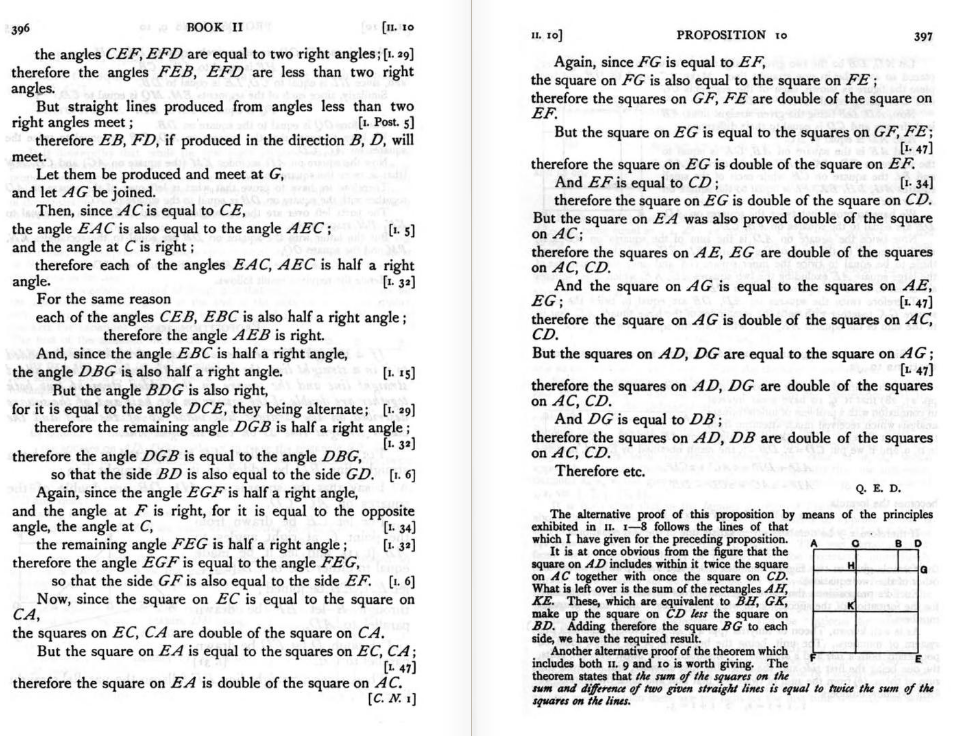 396
BOOK II
[II. 10
the angles CEF, EFD are equal to two right angles; [I. 29]
therefore the angles FEB, EFD are less than two right
angles.
But straight lines produced from angles less than two
right angles meet; [I. Post. 5]
therefore EB, FD, if produced in the direction B, D, will
meet.
Let them be produced and meet at G,
and let AG be joined.
Then, since AC is equal to CE,
the angle EAC is also equal to the angle AEC; [I. 5]
and the angle at C is right;
therefore each of the angles EAC, AEC is half a right
angle. [I. 32]
For the same reason
each of the angles CEB, EBC is also half a right angle;
therefore the angle AEB is right.
And, since the angle EBC is half a right angle,
the angle DBG is also half a right angle. [I. 15]
But the angle BDG is also right,
for it is equal to the angle DCE, they being alternate; [I. 29]
therefore the remaining angle DGB is half a right angle;
[I. 32]
therefore the angle DGB is equal to the angle DBG,
so that the side BD is also equal to the side GD. [I. 6]
Again, since the angle EGF is half a right angle,
and the angle at F is right, for it is equal to the opposite
angle, the angle at C, [I. 34]
the remaining angle FEG is half a right angle; [I. 32]
therefore the angle EGF is equal to the angle FEG,
so that the side GF is also equal to the side EF. [I. 6]
Now, since the square on EC is equal to the square on
CA,
the squares on EC, CA are double of the square on CA.
But the square on EA is equal to the squares on EC, CA;
[I. 47]
therefore the square on EA is double of the square on AC.
[C. N. 1]
II. 10]
PROPOSITION 10
397
Again, since FG is equal to EF,
the square on FG is also equal to the square on FE;
therefore the squares on GF, FE are double of the square on
EF.
But the square on EG is equal to the squares on GF, FE;
[I. 47]
therefore the square on EG is double of the square on EF.
And EF is equal to CD; [I. 34]
therefore the square on EG is double of the square on CD.
But the square on EA was also proved double of the square
on AC;
therefore the squares on AE, EG are double of the squares
on AC, CD.
And the square on AG is equal to the squares on AE,
EG; [I. 47]
therefore the square on AG is double of the squares on AC,
CD.
But the squares on AD, DG are equal to the square on AG;
[I. 47]
therefore the squares on AD, DG are double of the squares
on AC, CD.
And DG is equal to DB;
therefore the squares on AD, DB are double of the squares
on AC, CD.
Therefore etc.
Q. E. D.
The alternative proof of this proposition by means of the principles
exhibited in II. 1—8 follows the lines of that
which I have given for the preceding proposition.
It is at once obvious from the figure that the
square on AD includes within it twice the square
on AC together with once the square on CD.
What is left over is the sum of the rectangles AH,
KE. These, which are equivalent to BH, GK,
make up the square on CD less the square on
BD. Adding therefore the square BG to each
side, we have the required result.
Another alternative proof of the theorem which
includes both II. 9 and 10 is worth giving. The
theorem states that the sum of the squares on the
sum and difference of two given straight lines is equal to twice the sum of the
squares on the lines.
A
C
B
D
H
G
K
F
E